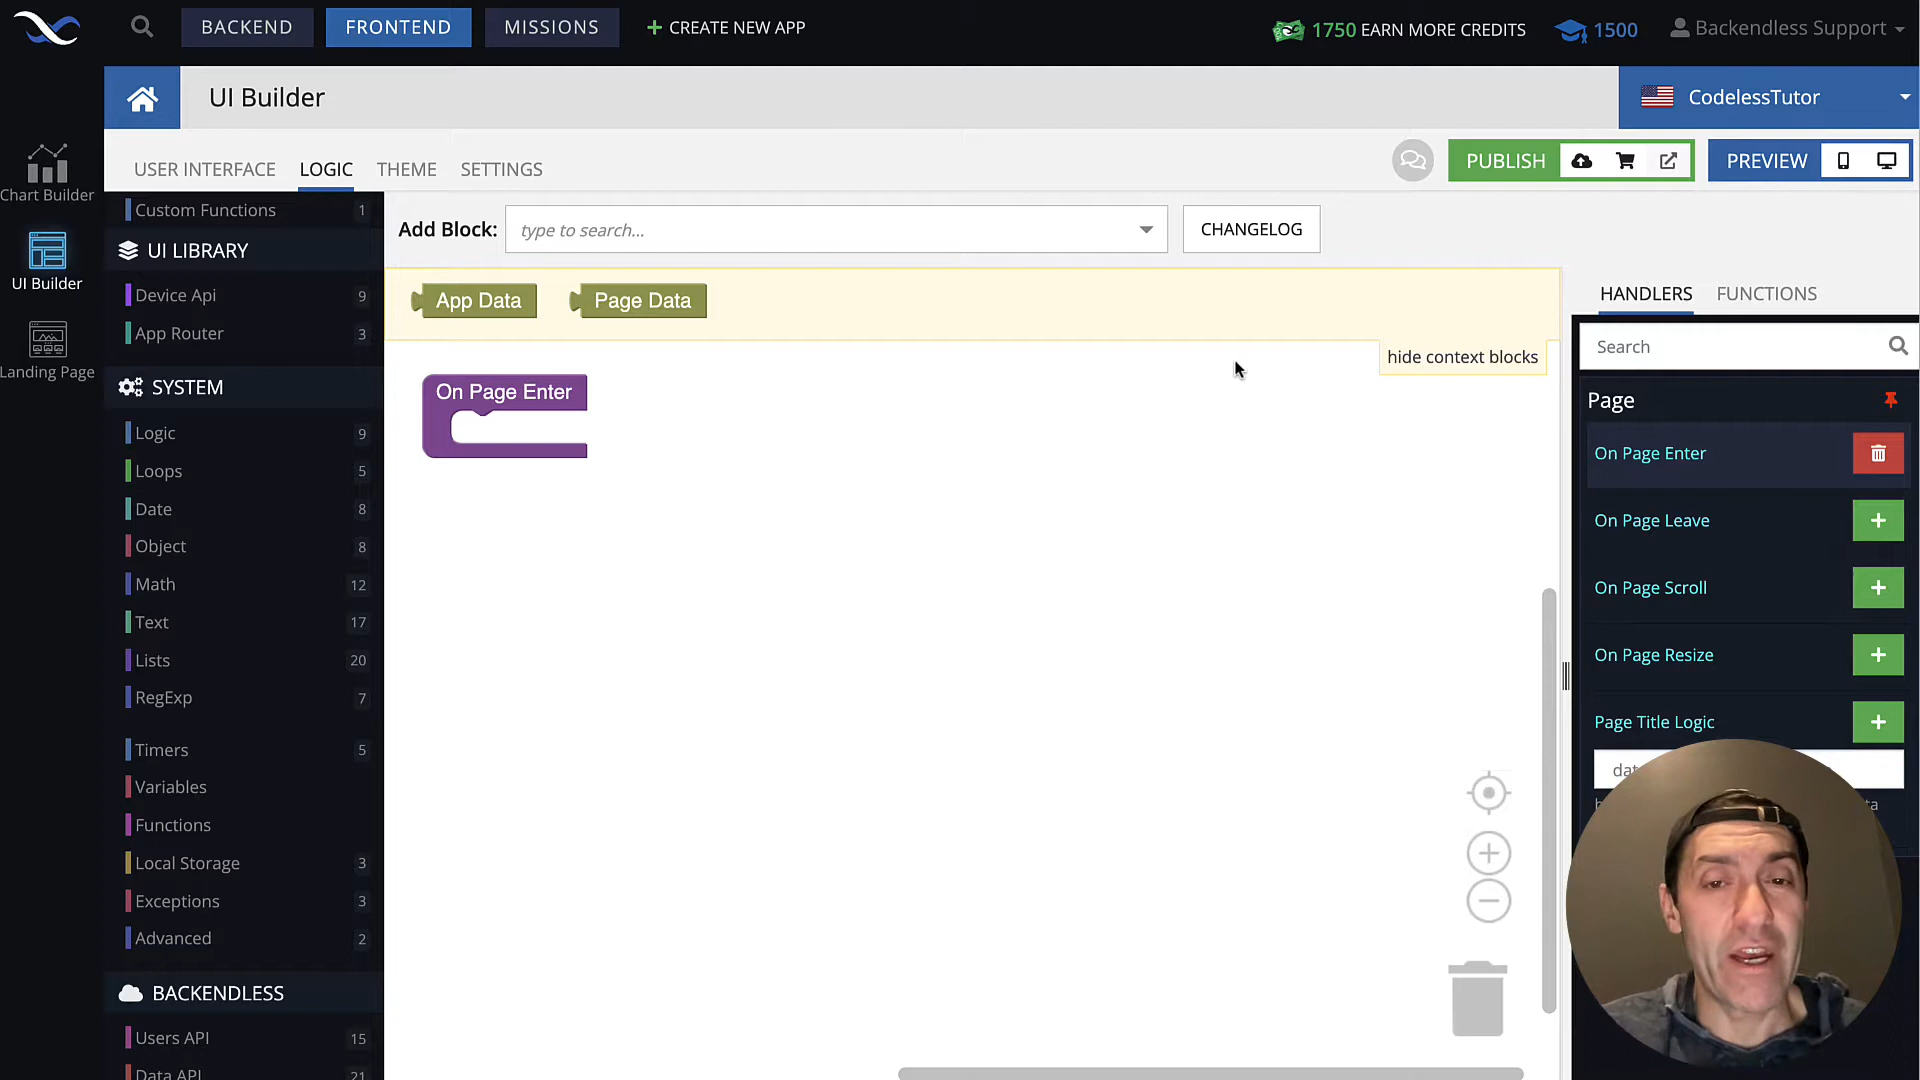 BACKEND
FRONTEND
MISSIONS
+ CREATE NEW APP
1750 EARN MORE CREDITS
1500
Backendless Support
UI Builder
CodelessTutor
USER INTERFACE
LOGIC
THEME
SETTINGS
PUBLISH
PREVIEW
Chart Builder
UI Builder
Landing Page
Custom Functions 1
UI LIBRARY
Device Api 9
App Router 3
SYSTEM
Logic 9
Loops 5
Date 8
Object 8
Math 12
Text 17
Lists 20
RegExp 7
Timers 5
Variables
Functions
Local Storage 3
Exceptions 3
Advanced 2
BACKENDLESS
Users API 15
Data API 21
Add Block:
type to search...
CHANGELOG
App Data
Page Data
hide context blocks
On Page Enter
HANDLERS
FUNCTIONS
Search
Page
On Page Enter
On Page Leave
On Page Scroll
On Page Resize
Page Title Logic